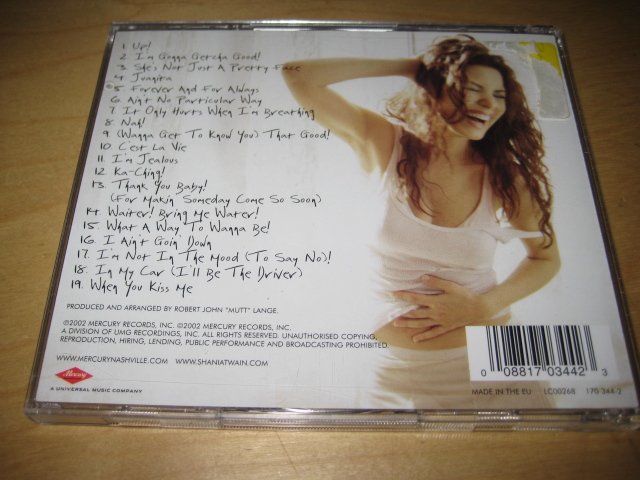 1. Up!
2. I'm Gonna Getcha Good!
3. She's Not Just A Pretty Face
4. Juanita
5. Forever And For Always
6. Ain't No Particular Way
7. It Only Hurts When I'm Breathing
8. Nah!
9. (Wanna Get To Know You) That Good!
10. C'est La Vie
11. I'm Jealous
12. Ka-Ching!
13. Thank You Baby!
(For Makin' Someday Come So Soon)
14. Waiter! Bring Me Water!
15. What A Way To Wanna Be!
16. I Ain't Goin' Down
17. I'm Not In The Mood (To Say No)!
18. In My Car (I'll Be The Driver)
19. When You Kiss Me
PRODUCED AND ARRANGED BY ROBERT JOHN "MUTT" LANGE.
℗2002 MERCURY RECORDS, INC. ©2002 MERCURY RECORDS, INC.
A DIVISION OF UMG RECORDINGS, INC. ALL RIGHTS RESERVED. UNAUTHORISED COPYING,
REPRODUCTION, HIRING, LENDING, PUBLIC PERFORMANCE AND BROADCASTING PROHIBITED.
WWW.MERCURYNASHVILLE.COM WWW.SHANIATWAIN.COM
Mercury
A UNIVERSAL MUSIC COMPANY
0 08817 03442 3
MADE IN THE EU LC00268 170 344-2